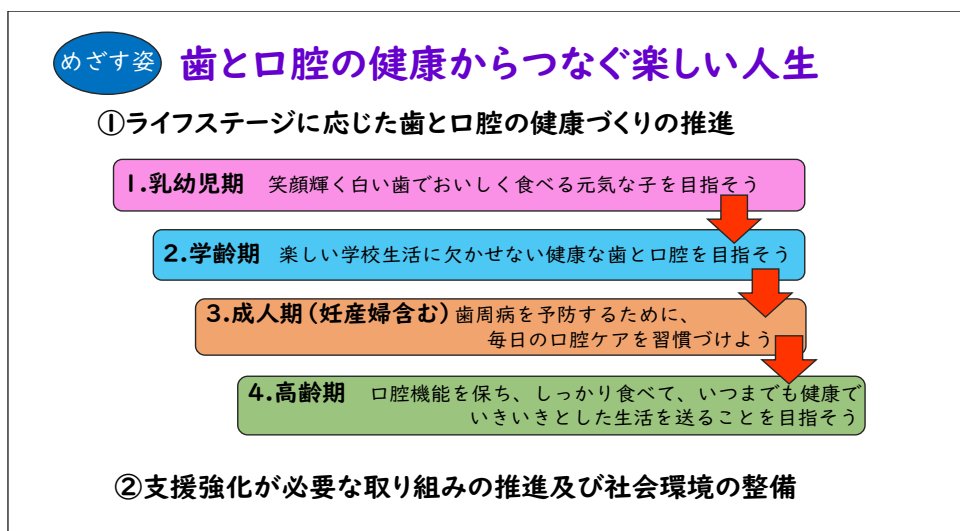 めざす姿 歯と口腔の健康からつなぐ楽しい人生
①ライフステージに応じた歯と口腔の健康づくりの推進
1.乳幼児期 笑顔輝く白い歯でおいしく食べる元気な子を目指そう
2.学齢期 楽しい学校生活に欠かせない健康な歯と口腔を目指そう
3.成人期(妊産婦含む) 歯周病を予防するために、
毎日の口腔ケアを習慣づけよう
4.高齢期 口腔機能を保ち、しっかり食べて、いつまでも健康で
いきいきとした生活を送ることを目指そう
②支援強化が必要な取り組みの推進及び社会環境の整備